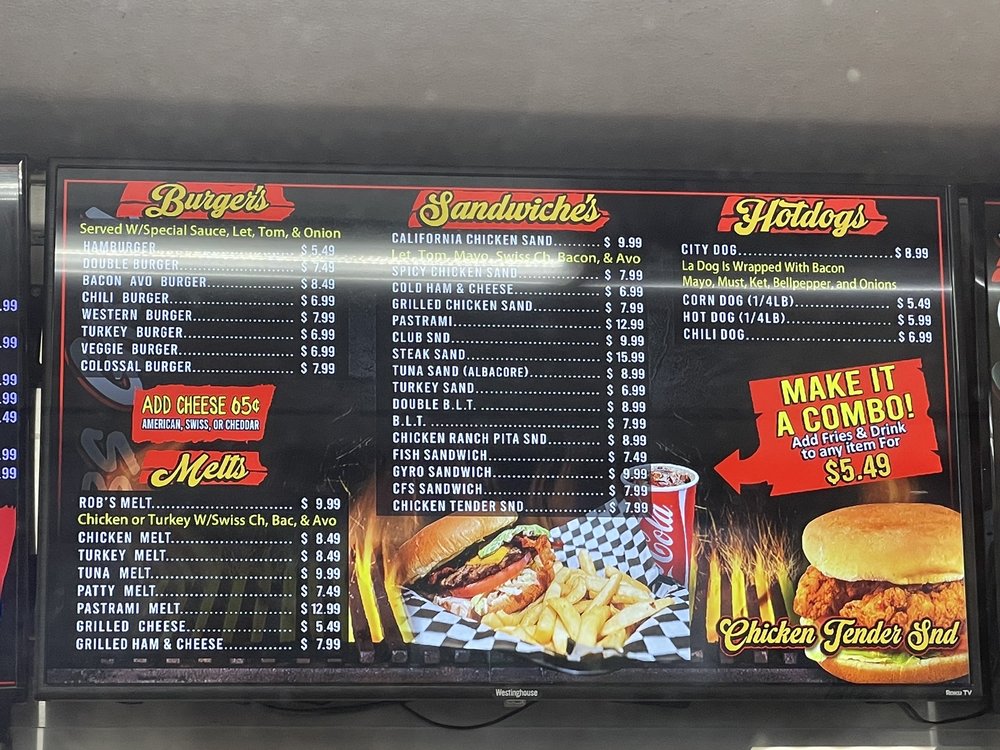 Burger's
Served W/Special Sauce, Let, Tom, & Onion
HAMBURGER $ 5.49
DOUBLE BURGER $ 7.49
BACON AVO BURGER $ 8.49
CHILI BURGER $ 6.99
WESTERN BURGER $ 7.99
TURKEY BURGER $ 6.99
VEGGIE BURGER $ 6.99
COLOSSAL BURGER $ 7.99
ADD CHEESE 65¢
AMERICAN, SWISS, OR CHEDDAR
Melts
ROB'S MELT $ 9.99
Chicken or Turkey W/Swiss Ch, Bac, & Avo
CHICKEN MELT $ 8.49
TURKEY MELT $ 8.49
TUNA MELT $ 9.99
PATTY MELT $ 7.49
PASTRAMI MELT $ 12.99
GRILLED CHEESE $ 5.49
GRILLED HAM & CHEESE $ 7.99
Sandwiche's
CALIFORNIA CHICKEN SAND $ 9.99
Let, Tom, Mayo, Swiss Ch, Bacon, & Avo
SPICY CHICKEN SAND $ 7.99
COLD HAM & CHEESE $ 6.99
GRILLED CHICKEN SAND $ 7.99
PASTRAMI $ 12.99
CLUB SND $ 9.99
STEAK SAND $ 15.99
TUNA SAND (ALBACORE) $ 8.99
TURKEY SAND $ 6.99
DOUBLE B.L.T. $ 8.99
B.L.T. $ 7.99
CHICKEN RANCH PITA SND $ 8.99
FISH SANDWICH $ 7.49
GYRO SANDWICH $ 9.99
CFS SANDWICH $ 7.99
CHICKEN TENDER SND $ 7.99
Cola
Hotdogs
CITY DOG $ 8.99
La Dog Is Wrapped With Bacon
Mayo, Must, Ket, Bellpepper, and Onions
CORN DOG (1/4LB) $ 5.49
HOT DOG (1/4LB) $ 5.99
CHILI DOG $ 6.99
MAKE IT
A COMBO!
Add Fries & Drink
to any item For
$5.49
Chicken Tender Snd
Westinghouse
Roku TV
.99
.99
.99
.99
.49
.99
.99